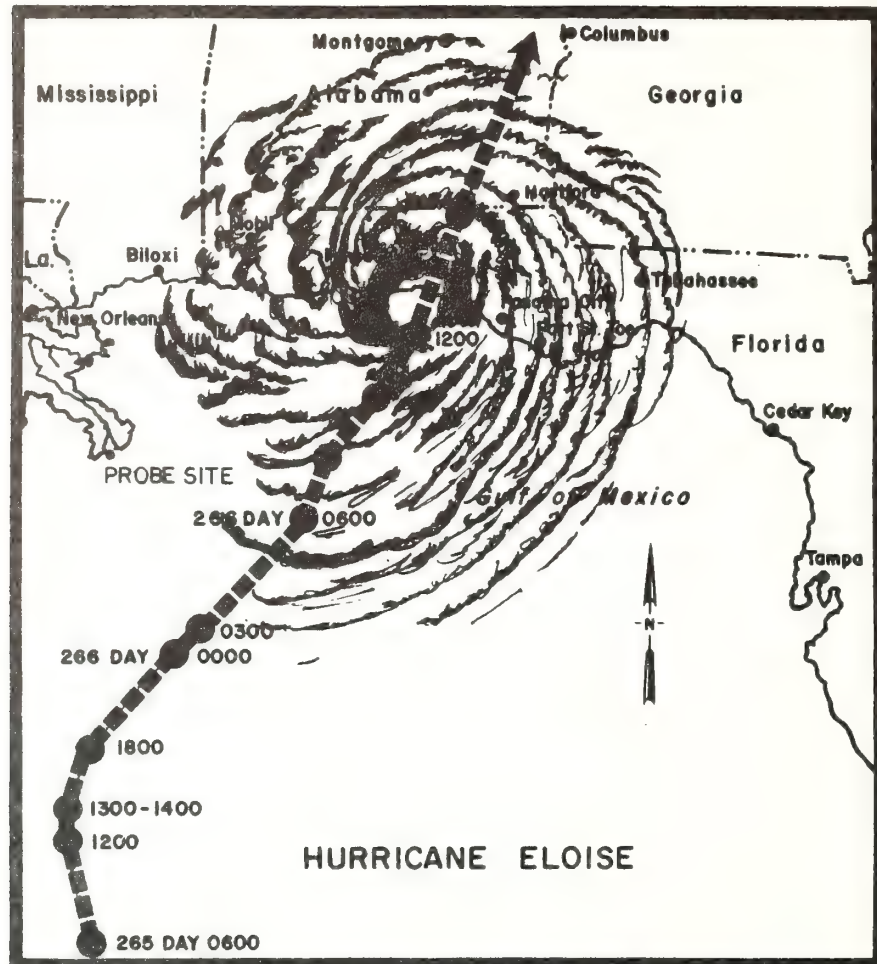 Montgomery
Columbus
Mississippi
Alabama
Georgia
Hartford
La.
Biloxi
Tallahassee
New Orleans
1200
Florida
Cedar Key
PROBE SITE
Gulf of Mexico
266 DAY 0600
Tampa
0300
-N-
266 DAY 0000
1800
1300-1400
1200
HURRICANE ELOISE
265 DAY 0600